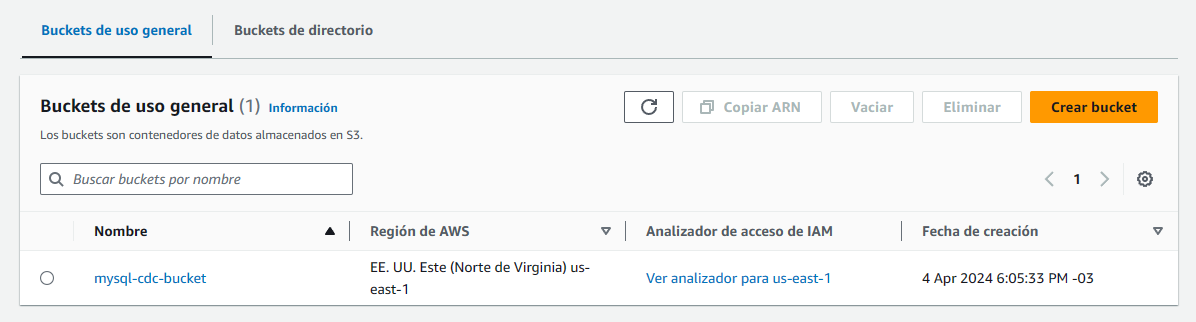 Buckets de uso general
Buckets de directorio
Buckets de uso general (1) Información
Copiar ARN
Vaciar
Eliminar
Crear bucket
Los buckets son contenedores de datos almacenados en S3.
Buscar buckets por nombre
1
Nombre
Región de AWS
Analizador de acceso de IAM
Fecha de creación
mysql-cdc-bucket
EE. UU. Este (Norte de Virginia) us-
east-1
Ver analizador para us-east-1
4 Apr 2024 6:05:33 PM -03